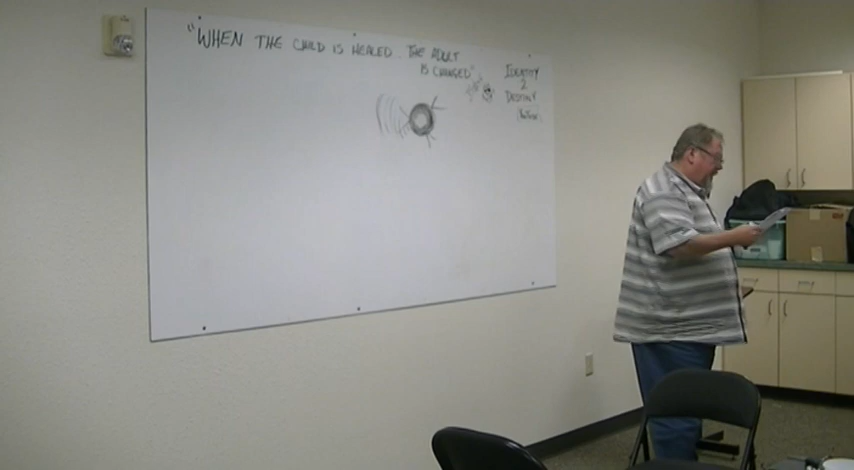 "WHEN THE CHILD IS HEALED THE ADULT
IS CHANGED"
IDENTITY
2
DESTINY